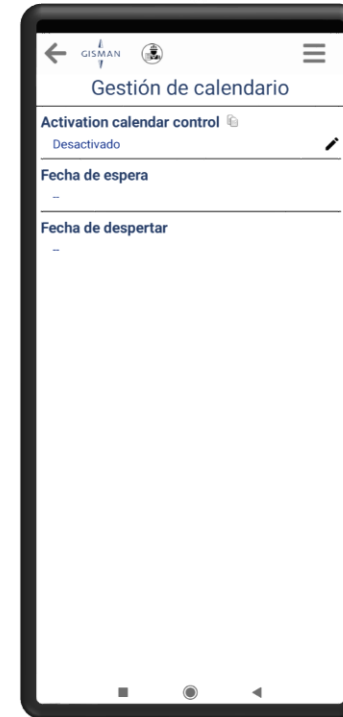 GISMAN
Gestión de calendario
Activation calendar control
Desactivado
Fecha de espera
–
Fecha de despertar
–